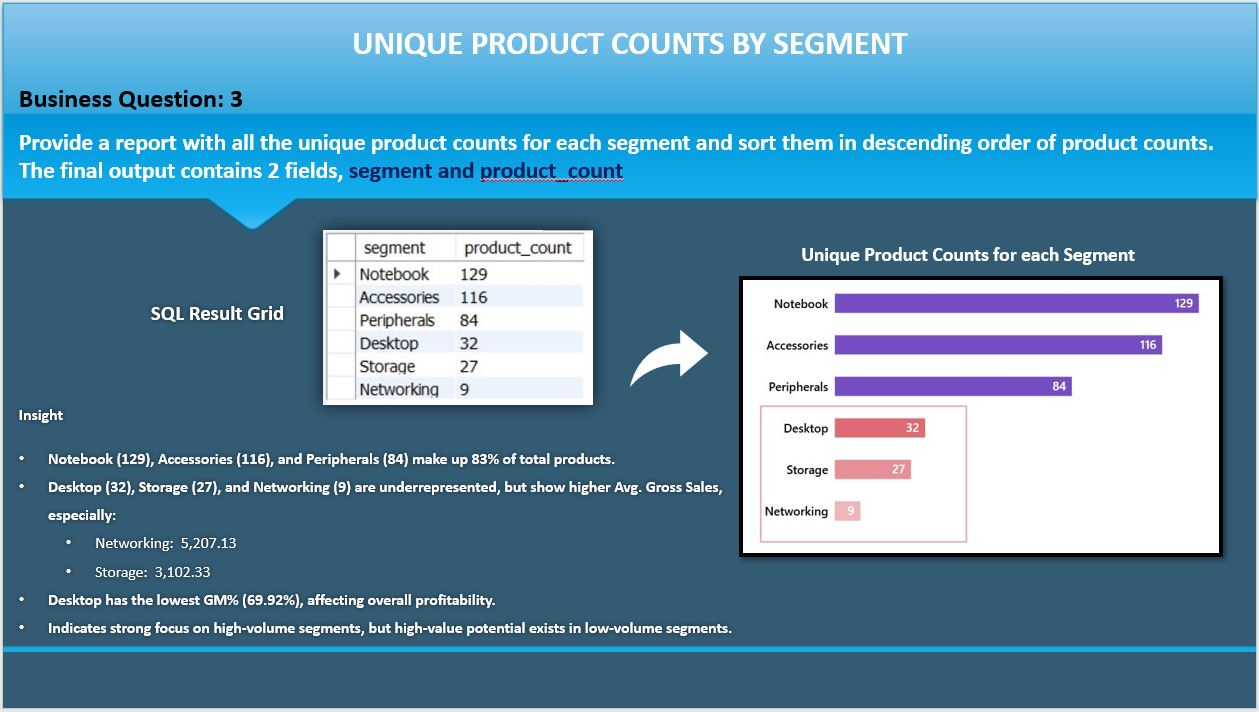 UNIQUE PRODUCT COUNTS BY SEGMENT
Business Question: 3
Provide a report with all the unique product counts for each segment and sort them in descending order of product counts.
The final output contains 2 fields, segment and product_count
SQL Result Grid
segment product_count
Notebook 129
Accessories 116
Peripherals 84
Desktop 32
Storage 27
Networking 9
Unique Product Counts for each Segment
Notebook 129
Accessories 116
Peripherals 84
Desktop 32
Storage 27
Networking 9
Insight
• Notebook (129), Accessories (116), and Peripherals (84) make up 83% of total products.
• Desktop (32), Storage (27), and Networking (9) are underrepresented, but show higher Avg. Gross Sales,
especially:
• Networking: 5,207.13
• Storage: 3,102.33
• Desktop has the lowest GM% (69.92%), affecting overall profitability.
• Indicates strong focus on high-volume segments, but high-value potential exists in low-volume segments.